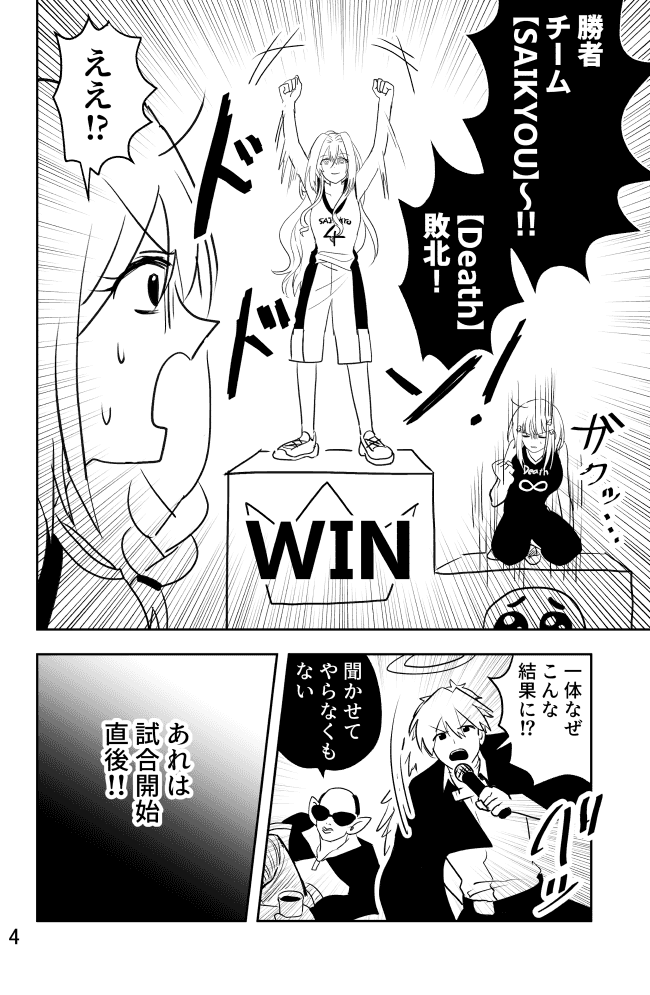 勝者
チーム
【SAIKYOU】～!!
【Death】
敗北！
ええ!?
ドドン！
ガクッ…
Death
∞
WIN
一体なぜ
こんな
結果に!?
聞かせて
やらなくも
ない
あれは
試合開始
直後!!
4